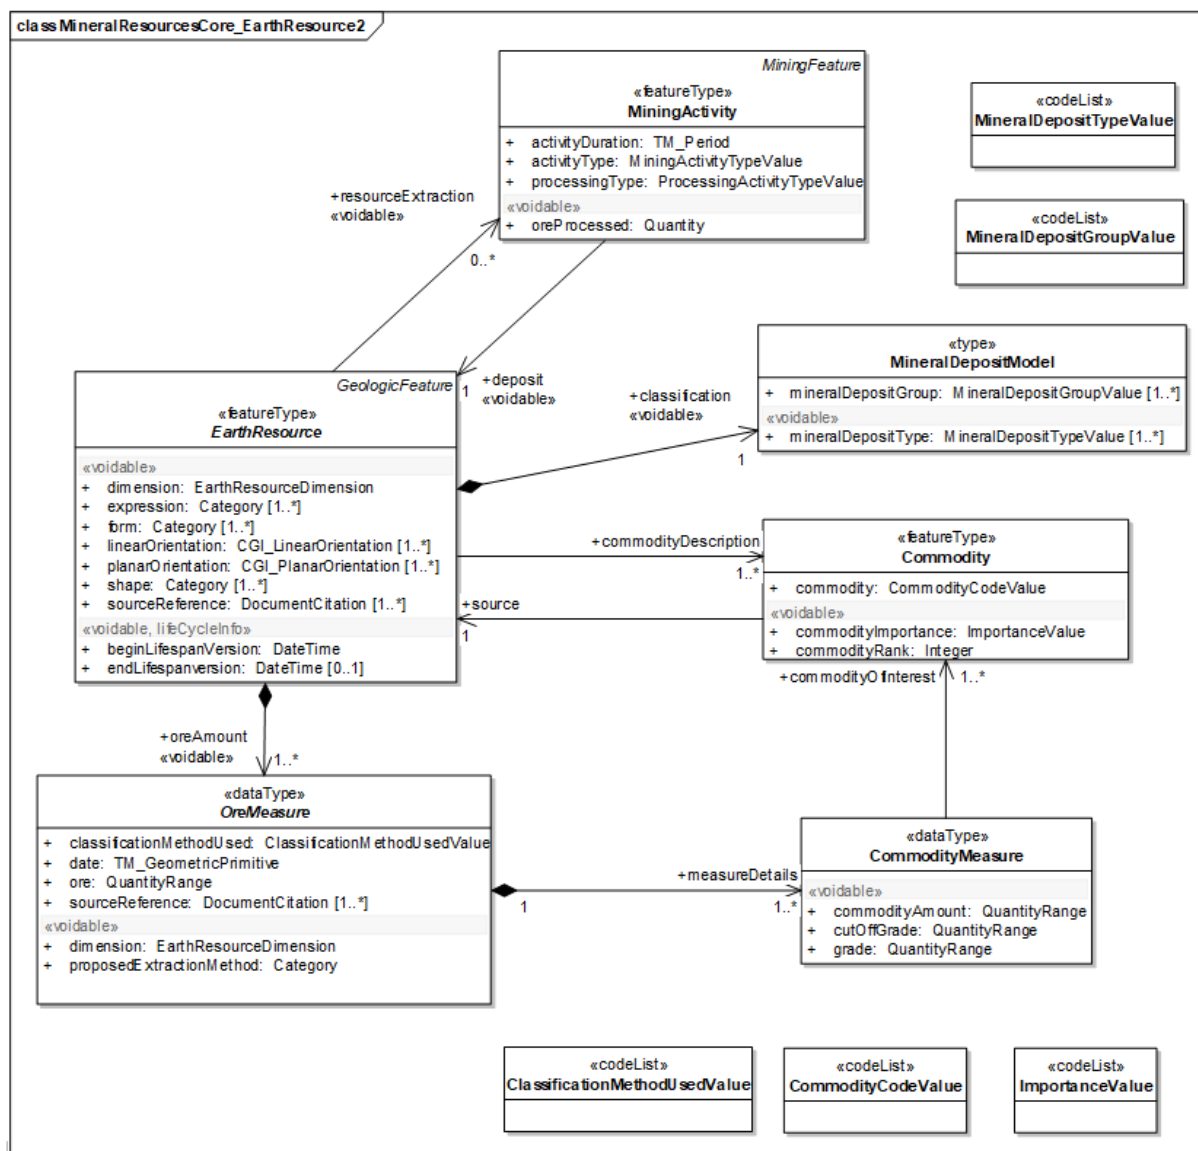 class MineralResourcesCore_EarthResource2
MiningFeature
«featureType»
MiningActivity
+ activityDuration: TM_Period
+ activityType: MiningActivityTypeValue
+ processingType: ProcessingActivityTypeValue
«voidable»
+ oreProcessed: Quantity
«codeList»
MineralDepositTypeValue
«codeList»
MineralDepositGroupValue
+resourceExtraction
«voidable»
0..*
1
+deposit
«voidable»
+classification
«voidable»
1
«type»
MineralDepositModel
+ mineralDepositGroup: MineralDepositGroupValue [1..*]
«voidable»
+ mineralDepositType: MineralDepositTypeValue [1..*]
GeologicFeature
«featureType»
EarthResource
«voidable»
+ dimension: EarthResourceDimension
+ expression: Category [1..*]
+ form: Category [1..*]
+ linearOrientation: CGI_LinearOrientation [1..*]
+ planarOrientation: CGI_PlanarOrientation [1..*]
+ shape: Category [1..*]
+ sourceReference: DocumentCitation [1..*]
«voidable, lifeCycleInfo»
+ beginLifespanVersion: DateTime
+ endLifespanversion: DateTime [0..1]
+commodityDescription
1..*
+source
1
«featureType»
Commodity
+ commodity: CommodityCodeValue
«voidable»
+ commodityImportance: ImportanceValue
+ commodityRank: Integer
+commodityOfInterest
1..*
+oreAmount
«voidable»
1..*
«dataType»
OreMeasure
+ classificationMethodUsed: ClassificationMethodUsedValue
+ date: TM_GeometricPrimitive
+ ore: QuantityRange
+ sourceReference: DocumentCitation [1..*]
«voidable»
+ dimension: EarthResourceDimension
+ proposedExtractionMethod: Category
+measureDetails
1
1..*
«dataType»
CommodityMeasure
«voidable»
+ commodityAmount: QuantityRange
+ cutOffGrade: QuantityRange
+ grade: QuantityRange
«codeList»
ClassificationMethodUsedValue
«codeList»
CommodityCodeValue
«codeList»
ImportanceValue